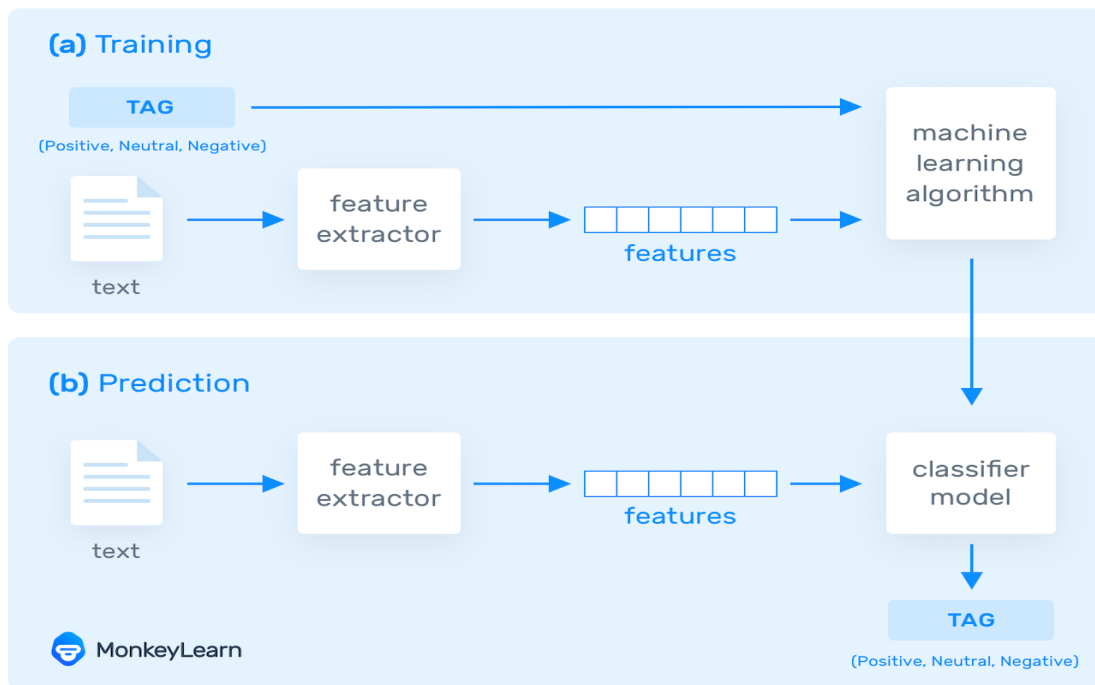 (a) Training
TAG
(Positive, Neutral, Negative)
text
feature
extractor
features
machine
learning
algorithm
(b) Prediction
text
feature
extractor
features
classifier
model
TAG
(Positive, Neutral, Negative)
MonkeyLearn